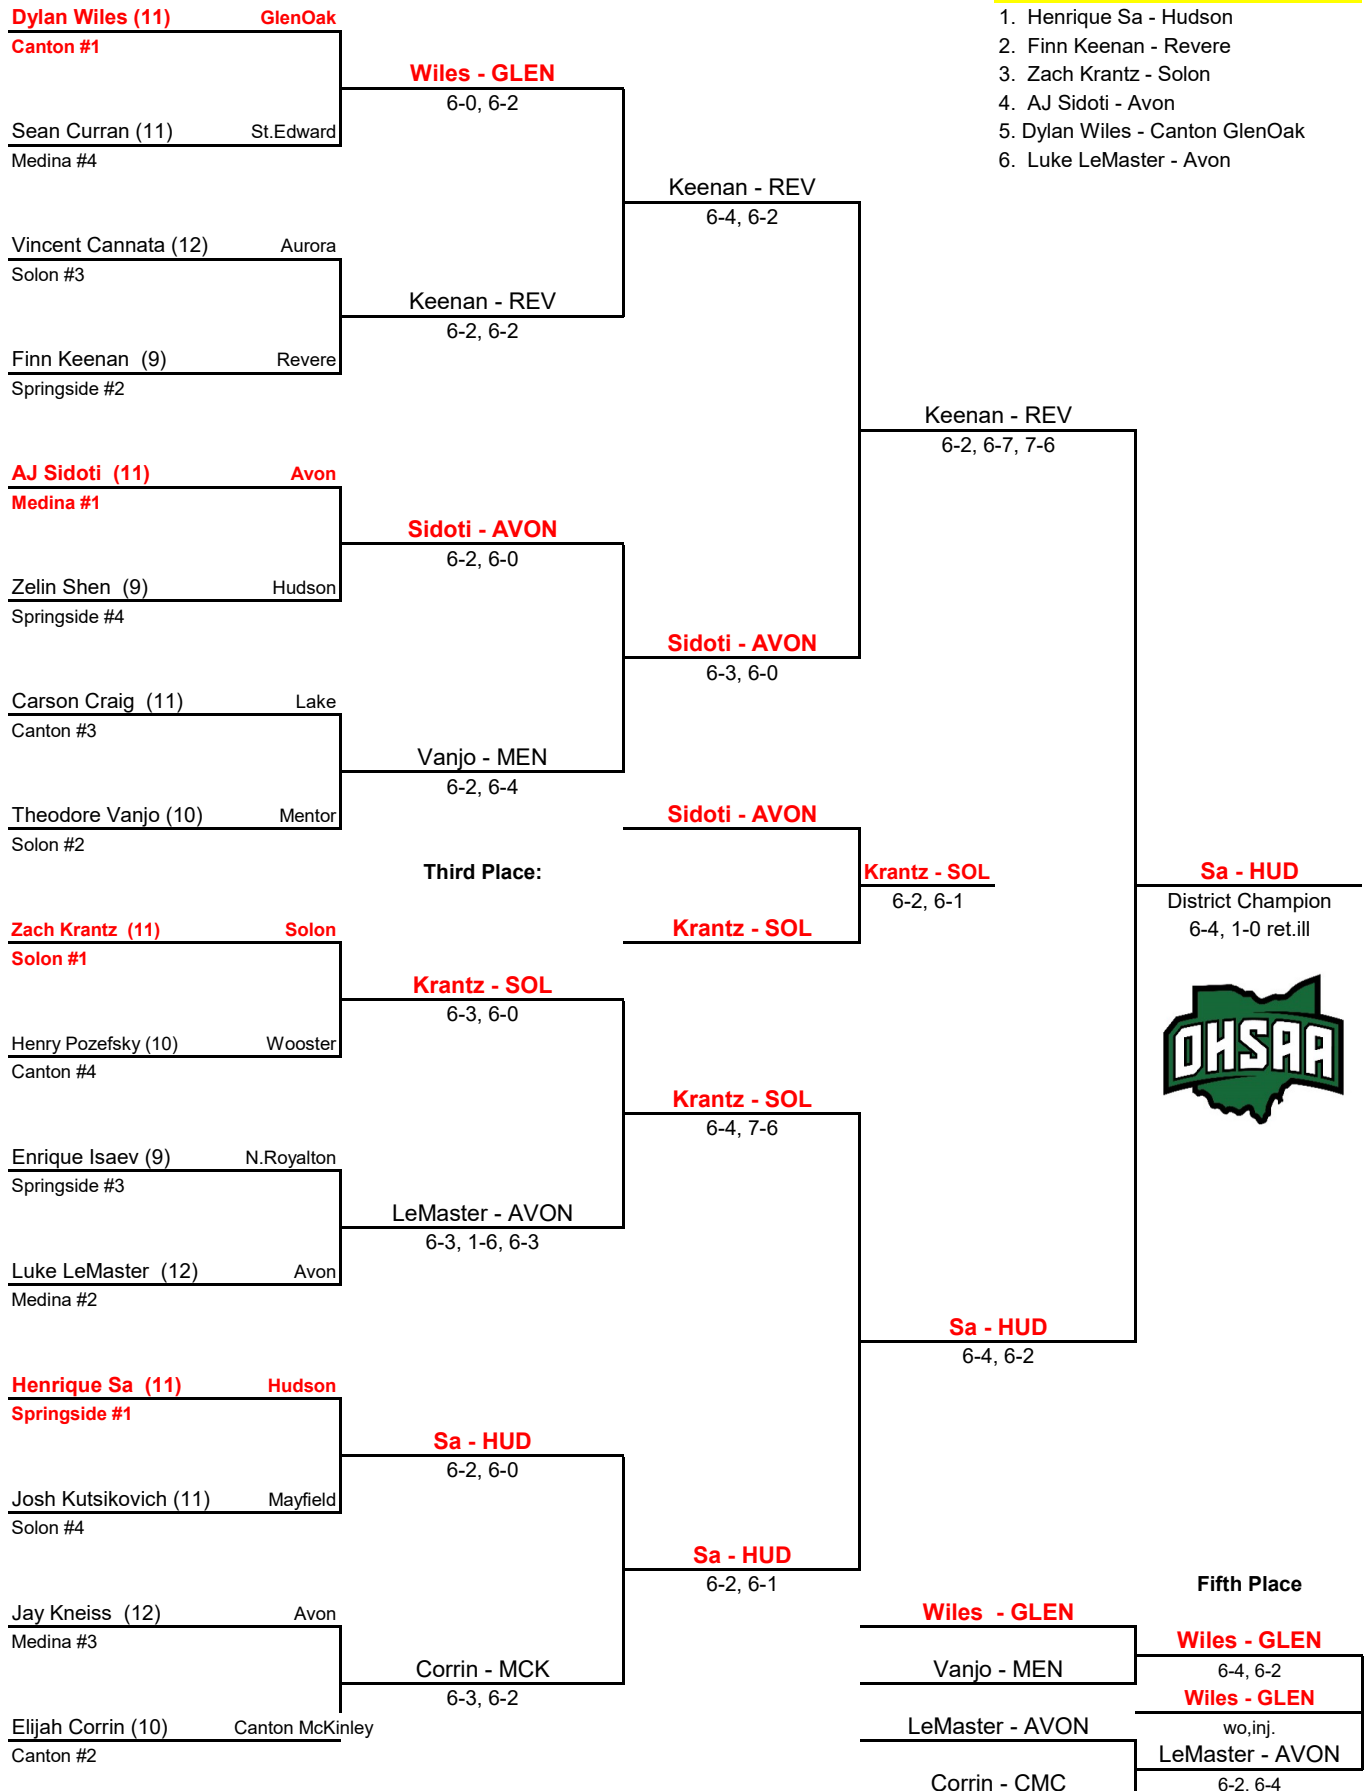 Dylan Wiles (11) GlenOak
Canton #1
1. Henrique Sa - Hudson
2. Finn Keenan - Revere
3. Zach Krantz - Solon
4. AJ Sidoti - Avon
5. Dylan Wiles - Canton GlenOak
6. Luke LeMaster - Avon
Wiles - GLEN
6-0, 6-2
Sean Curran (11) St.Edward
Medina #4
Keenan - REV
6-4, 6-2
Vincent Cannata (12) Aurora
Solon #3
Keenan - REV
6-2, 6-2
Finn Keenan (9) Revere
Springside #2
Keenan - REV
6-2, 6-7, 7-6
AJ Sidoti (11) Avon
Medina #1
Sidoti - AVON
6-2, 6-0
Zelin Shen (9) Hudson
Springside #4
Sidoti - AVON
6-3, 6-0
Carson Craig (11) Lake
Canton #3
Vanjo - MEN
6-2, 6-4
Theodore Vanjo (10) Mentor
Solon #2
Sidoti - AVON
Third Place:
Krantz - SOL
6-2, 6-1
Krantz - SOL
Sa - HUD
District Champion
6-4, 1-0 ret.ill
OHSAA
Zach Krantz (11) Solon
Solon #1
Krantz - SOL
6-3, 6-0
Henry Pozefsky (10) Wooster
Canton #4
Krantz - SOL
6-4, 7-6
Enrique Isaev (9) N.Royalton
Springside #3
LeMaster - AVON
6-3, 1-6, 6-3
Luke LeMaster (12) Avon
Medina #2
Sa - HUD
6-4, 6-2
Henrique Sa (11) Hudson
Springside #1
Sa - HUD
6-2, 6-0
Josh Kutsikovich (11) Mayfield
Solon #4
Sa - HUD
6-2, 6-1
Jay Kneiss (12) Avon
Medina #3
Corrin - MCK
6-3, 6-2
Elijah Corrin (10) Canton McKinley
Canton #2
Fifth Place
Wiles - GLEN
Wiles - GLEN
Vanjo - MEN
6-4, 6-2
Wiles - GLEN
LeMaster - AVON
wo,inj.
LeMaster - AVON
Corrin - CMC
6-2, 6-4